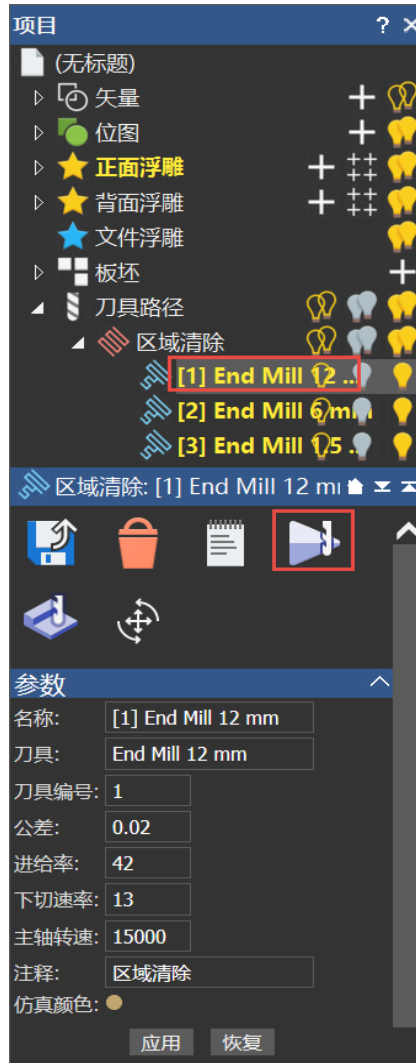 项目 ?
(无标题)
矢量
位图
正面浮雕
背面浮雕
文件浮雕
板坯
刀具路径
区域清除
[1] End Mill 12 ...
[2] End Mill 6 mm
[3] End Mill 1,5 ..
区域清除: [1] End Mill 12 mi
参数
名称: [1] End Mill 12 mm
刀具: End Mill 12 mm
刀具编号: 1
公差: 0.02
进给率: 42
下切速率: 13
主轴转速: 15000
注释: 区域清除
仿真颜色:
应用 恢复